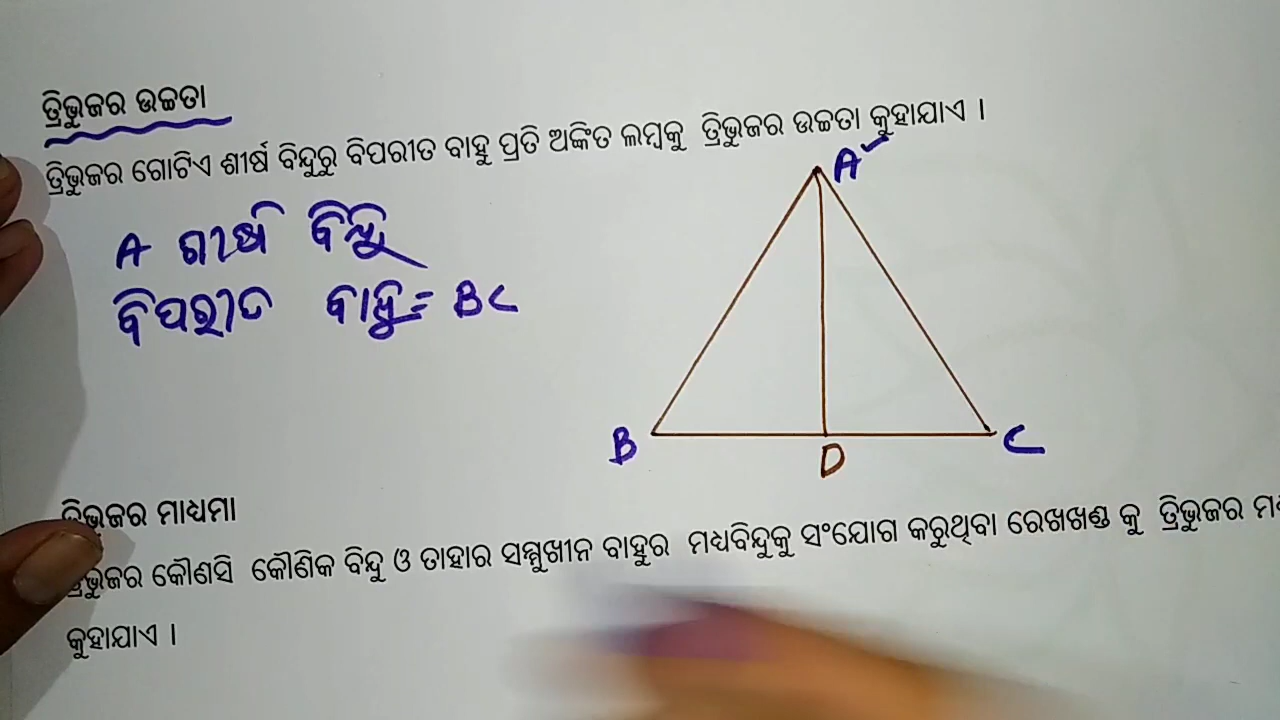 ତ୍ରିଭୁଜର ଉଚ୍ଚତା
ତ୍ରିଭୁଜର ଗୋଟିଏ ଶୀର୍ଷ ବିନ୍ଦୁରୁ ବିପରୀତ ବାହୁ ପ୍ରତି ଅଙ୍କିତ ଲମ୍ବକୁ ତ୍ରିଭୁଜର ଉଚ୍ଚତା କୁହାଯାଏ ।
A ଶୀର୍ଷ ବିନ୍ଦୁ
ବିପରୀତ ବାହୁ = BC
A
B
D
C
ତ୍ରିଭୁଜର ମାଧ୍ୟମା
ତ୍ରିଭୁଜର କୌଣସି କୌଣିକ ବିନ୍ଦୁ ଓ ତାହାର ସମ୍ମୁଖୀନ ବାହୁର ମଧ୍ୟବିନ୍ଦୁକୁ ସଂଯୋଗ କରୁଥିବା ରେଖଖଣ୍ଡ କୁ ତ୍ରିଭୁଜର
କୁହାଯାଏ ।